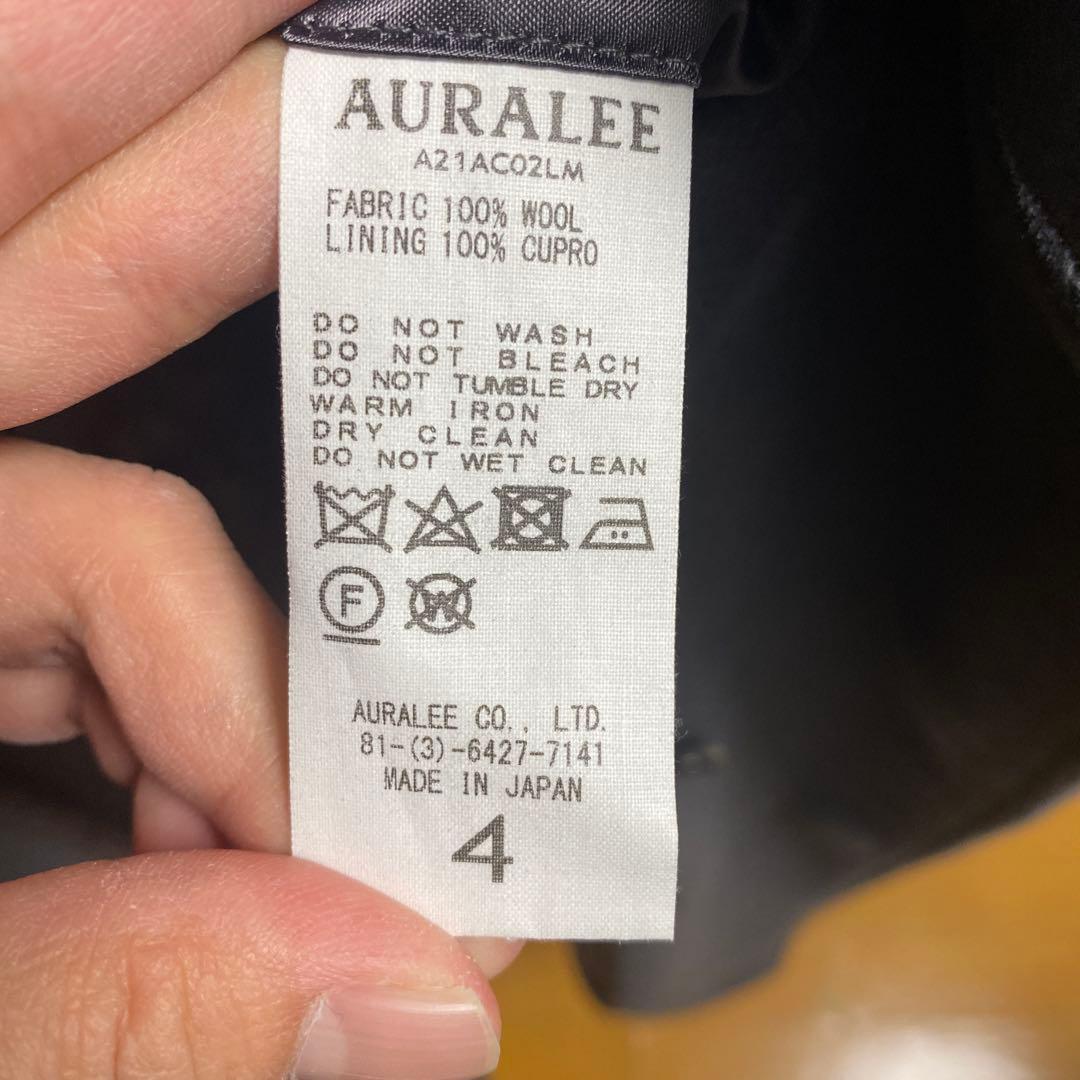 AURALEE
A21AC02LM
FABRIC 100% WOOL
LINING 100% CUPRO
DO NOT WASH
DO NOT BLEACH
DO NOT TUMBLE DRY
WARM IRON
DRY CLEAN
DO NOT WET CLEAN
F W
AURALEE CO., LTD.
81-(3)-6427-7141
MADE IN JAPAN
4